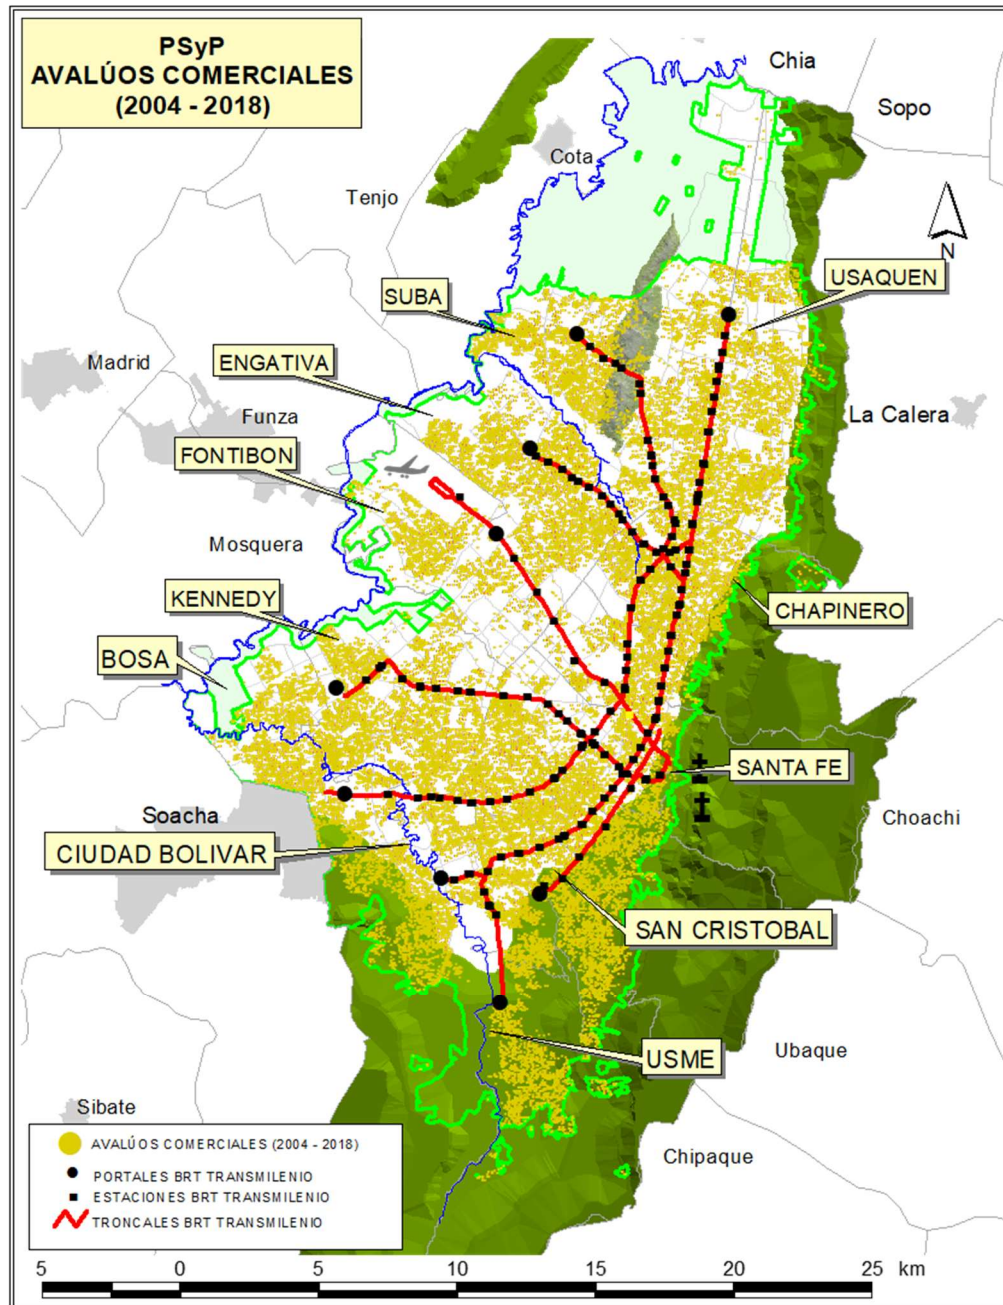 PSyP
AVALÚOS COMERCIALES
(2004 - 2018)
Chia
Sopo
Cota
Tenjo
N
USAQUEN
SUBA
Madrid
ENGATIVA
Funza
La Calera
FONTIBON
Mosquera
KENNEDY
CHAPINERO
BOSA
SANTA FE
Soacha
Choachi
CIUDAD BOLIVAR
SAN CRISTOBAL
USME
Ubaque
Sibate
Chipaque
AVALÚOS COMERCIALES (2004 - 2018)
PORTALES BRT TRANSMILENIO
ESTACIONES BRT TRANSMILENIO
TRONCALES BRT TRANSMILENIO
5 0 5 10 15 20 25 km